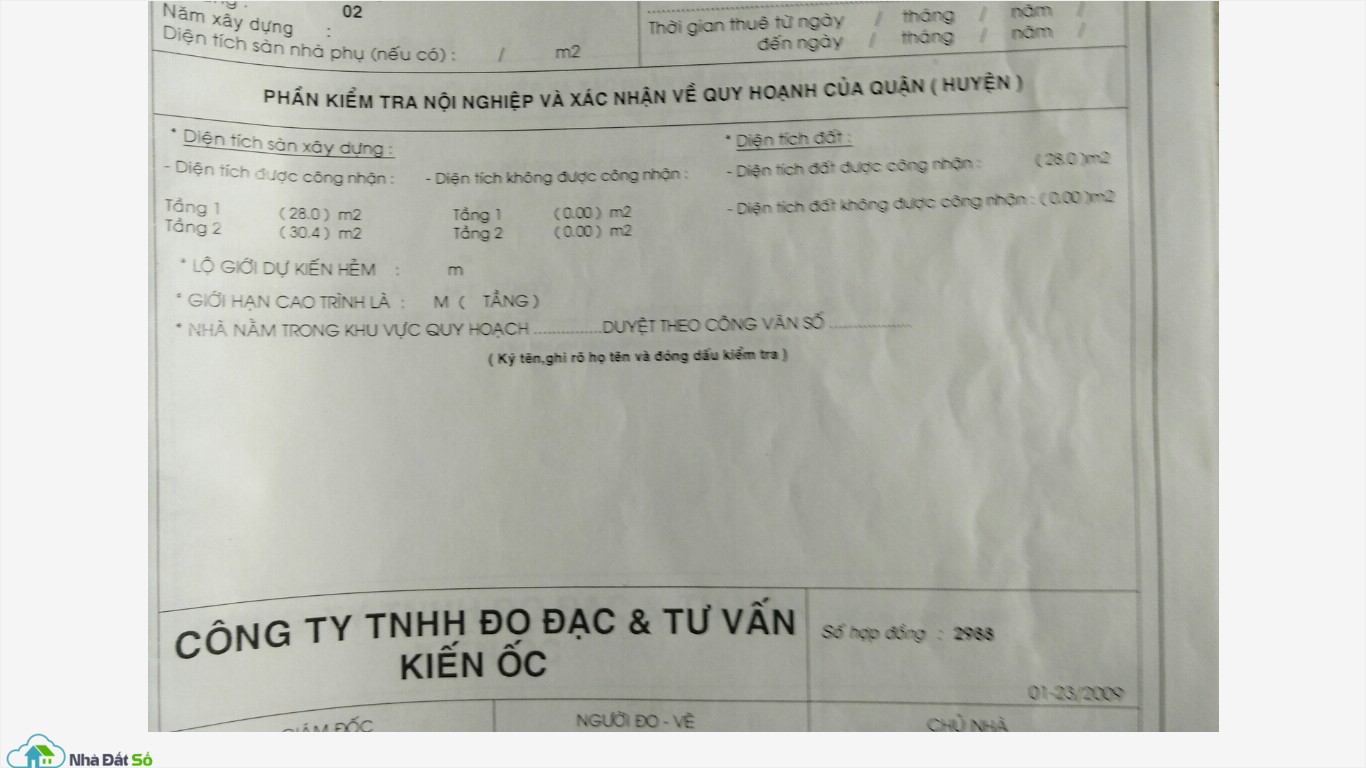 02
Năm xây dựng :
Diện tích sàn nhà phụ (nếu có) : / m2
Thời gian thuê từ ngày / tháng / năm /
đến ngày / tháng / năm /
PHẦN KIỂM TRA NỘI NGHIỆP VÀ XÁC NHẬN VỀ QUY HOẠNH CỦA QUẬN ( HUYỆN )
* Diện tích sàn xây dựng :
- Diện tích được công nhận : - Diện tích không được công nhận :
Tầng 1 ( 28.0 ) m2 Tầng 1 ( 0.00 ) m2
Tầng 2 ( 30.4 ) m2 Tầng 2 ( 0.00 ) m2
* Diện tích đất :
- Diện tích đất được công nhận : ( 28.0 )m2
- Diện tích đất không được công nhận : ( 0.00 )m2
* LỘ GIỚI DỰ KIẾN HẺM : m
* GIỚI HẠN CAO TRÌNH LÀ : M ( TẦNG )
* NHÀ NẰM TRONG KHU VỰC QUY HOẠCH ...............DUYỆT THEO CÔNG VĂN SỐ ..................
( Ký tên,ghi rõ họ tên và đóng dấu kiểm tra )
CÔNG TY TNHH ĐO ĐẠC & TƯ VẤN
KIẾN ỐC
Số hợp đồng : 2988
01-23/2009
GIÁM ĐỐC NGƯỜI ĐO - VẼ CHỦ NHÀ
Nhà Đất Số